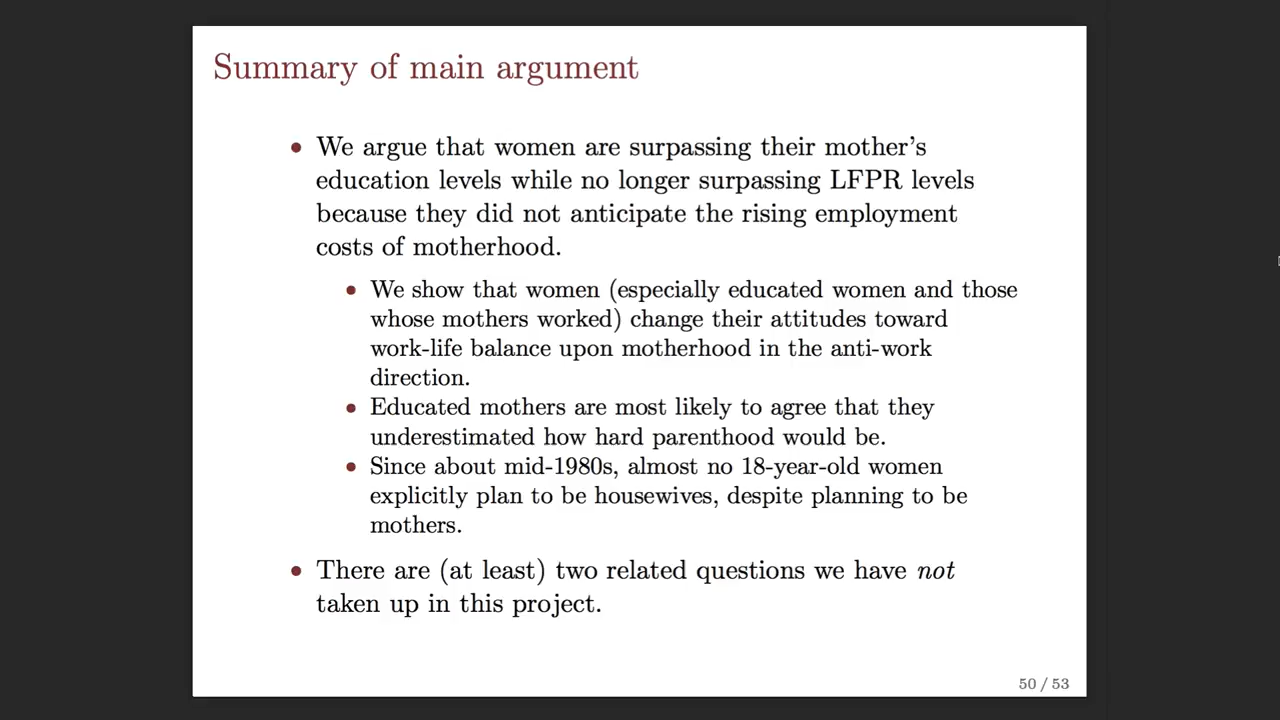 Summary of main argument
• We argue that women are surpassing their mother's
education levels while no longer surpassing LFPR levels
because they did not anticipate the rising employment
costs of motherhood.
• We show that women (especially educated women and those
whose mothers worked) change their attitudes toward
work-life balance upon motherhood in the anti-work
direction.
• Educated mothers are most likely to agree that they
underestimated how hard parenthood would be.
• Since about mid-1980s, almost no 18-year-old women
explicitly plan to be housewives, despite planning to be
mothers.
• There are (at least) two related questions we have not
taken up in this project.
50 / 53